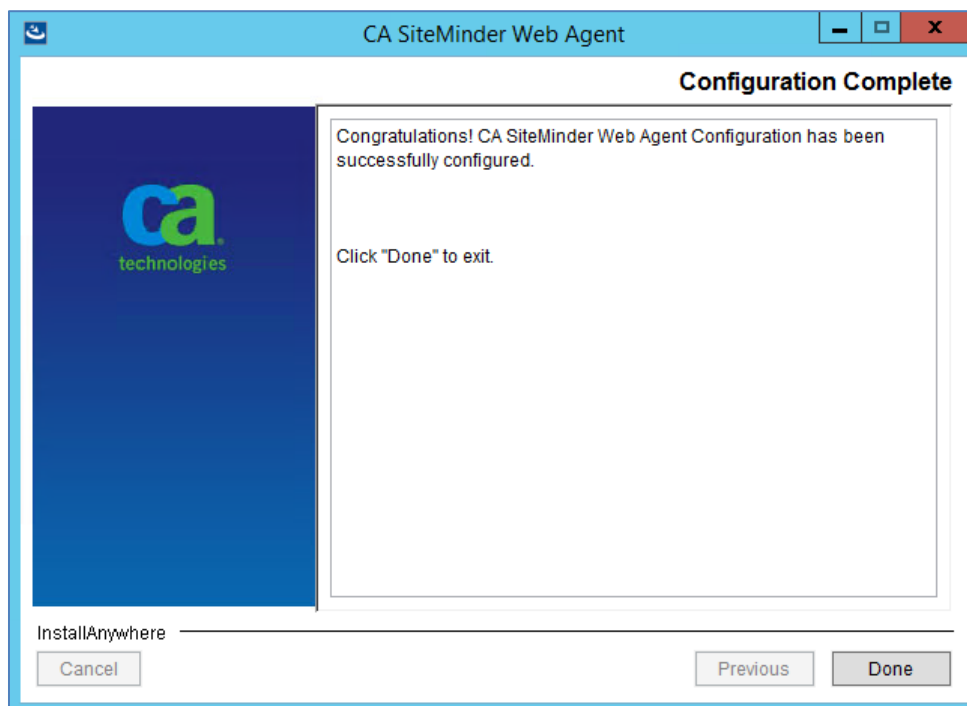 CA SiteMinder Web Agent
Configuration Complete
ca
technologies
Congratulations! CA SiteMinder Web Agent Configuration has been
successfully configured.
Click "Done" to exit.
InstallAnywhere
Cancel
Previous
Done